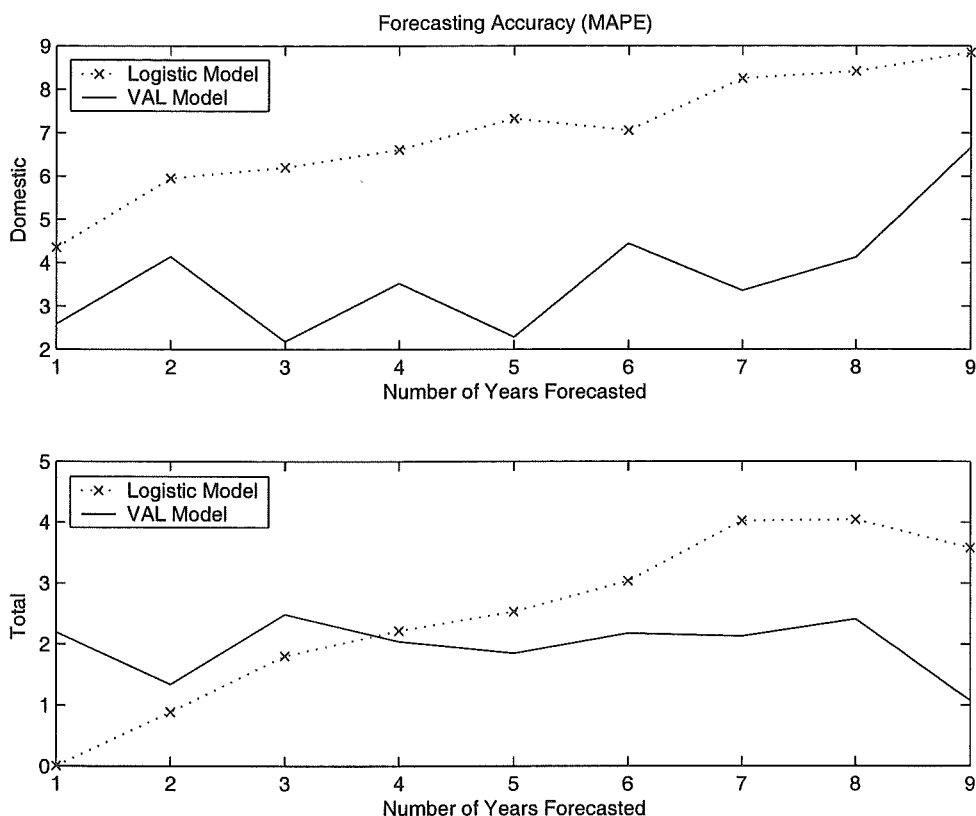 Forecasting Accuracy (MAPE)
9
8
7
6
5
4
3
2
Domestic
Logistic Model
VAL Model
1 2 3 4 5 6 7 8 9
Number of Years Forecasted
5
4
3
2
1
0
Total
Logistic Model
VAL Model
1 2 3 4 5 6 7 8 9
Number of Years Forecasted